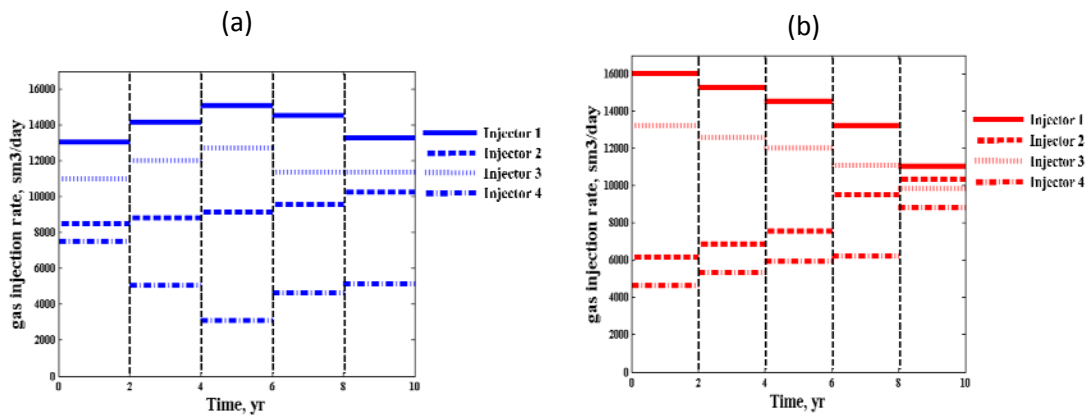 (a)
gas injection rate, sm3/day
16000
14000
12000
10000
8000
6000
4000
2000
0
0 2 4 6 8 10
Time, yr
Injector 1
Injector 2
Injector 3
Injector 4
(b)
gas injection rate, sm3/day
16000
14000
12000
10000
8000
6000
4000
2000
0
0 2 4 6 8 10
Time, yr
Injector 1
Injector 2
Injector 3
Injector 4